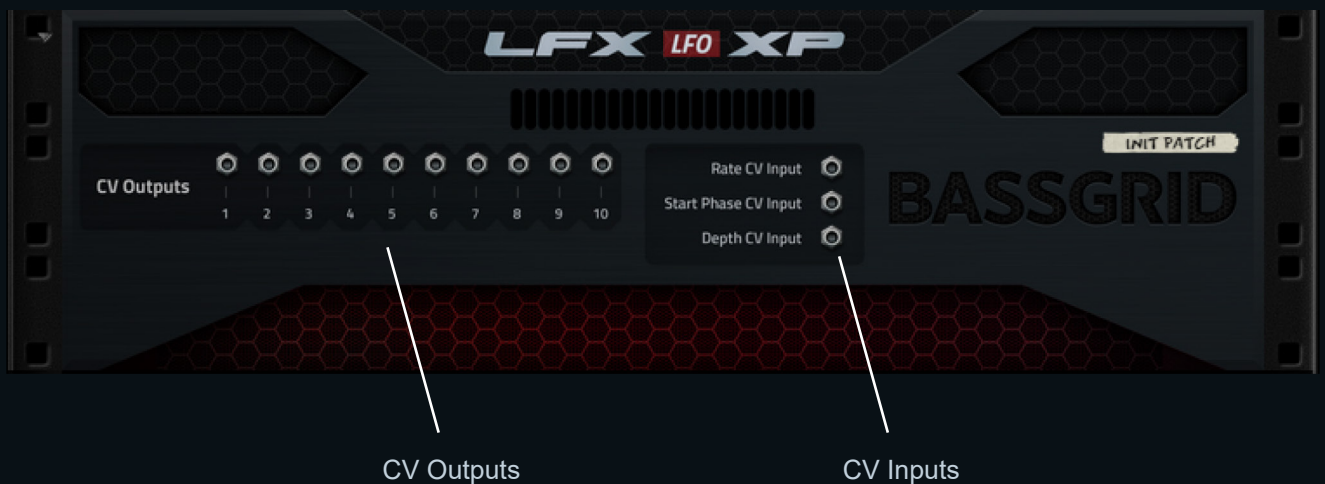 LFX LFO XP
INIT PATCH
CV Outputs
1 2 3 4 5 6 7 8 9 10
Rate CV Input
Start Phase CV Input
Depth CV Input
BASSGRID
CV Outputs
CV Inputs